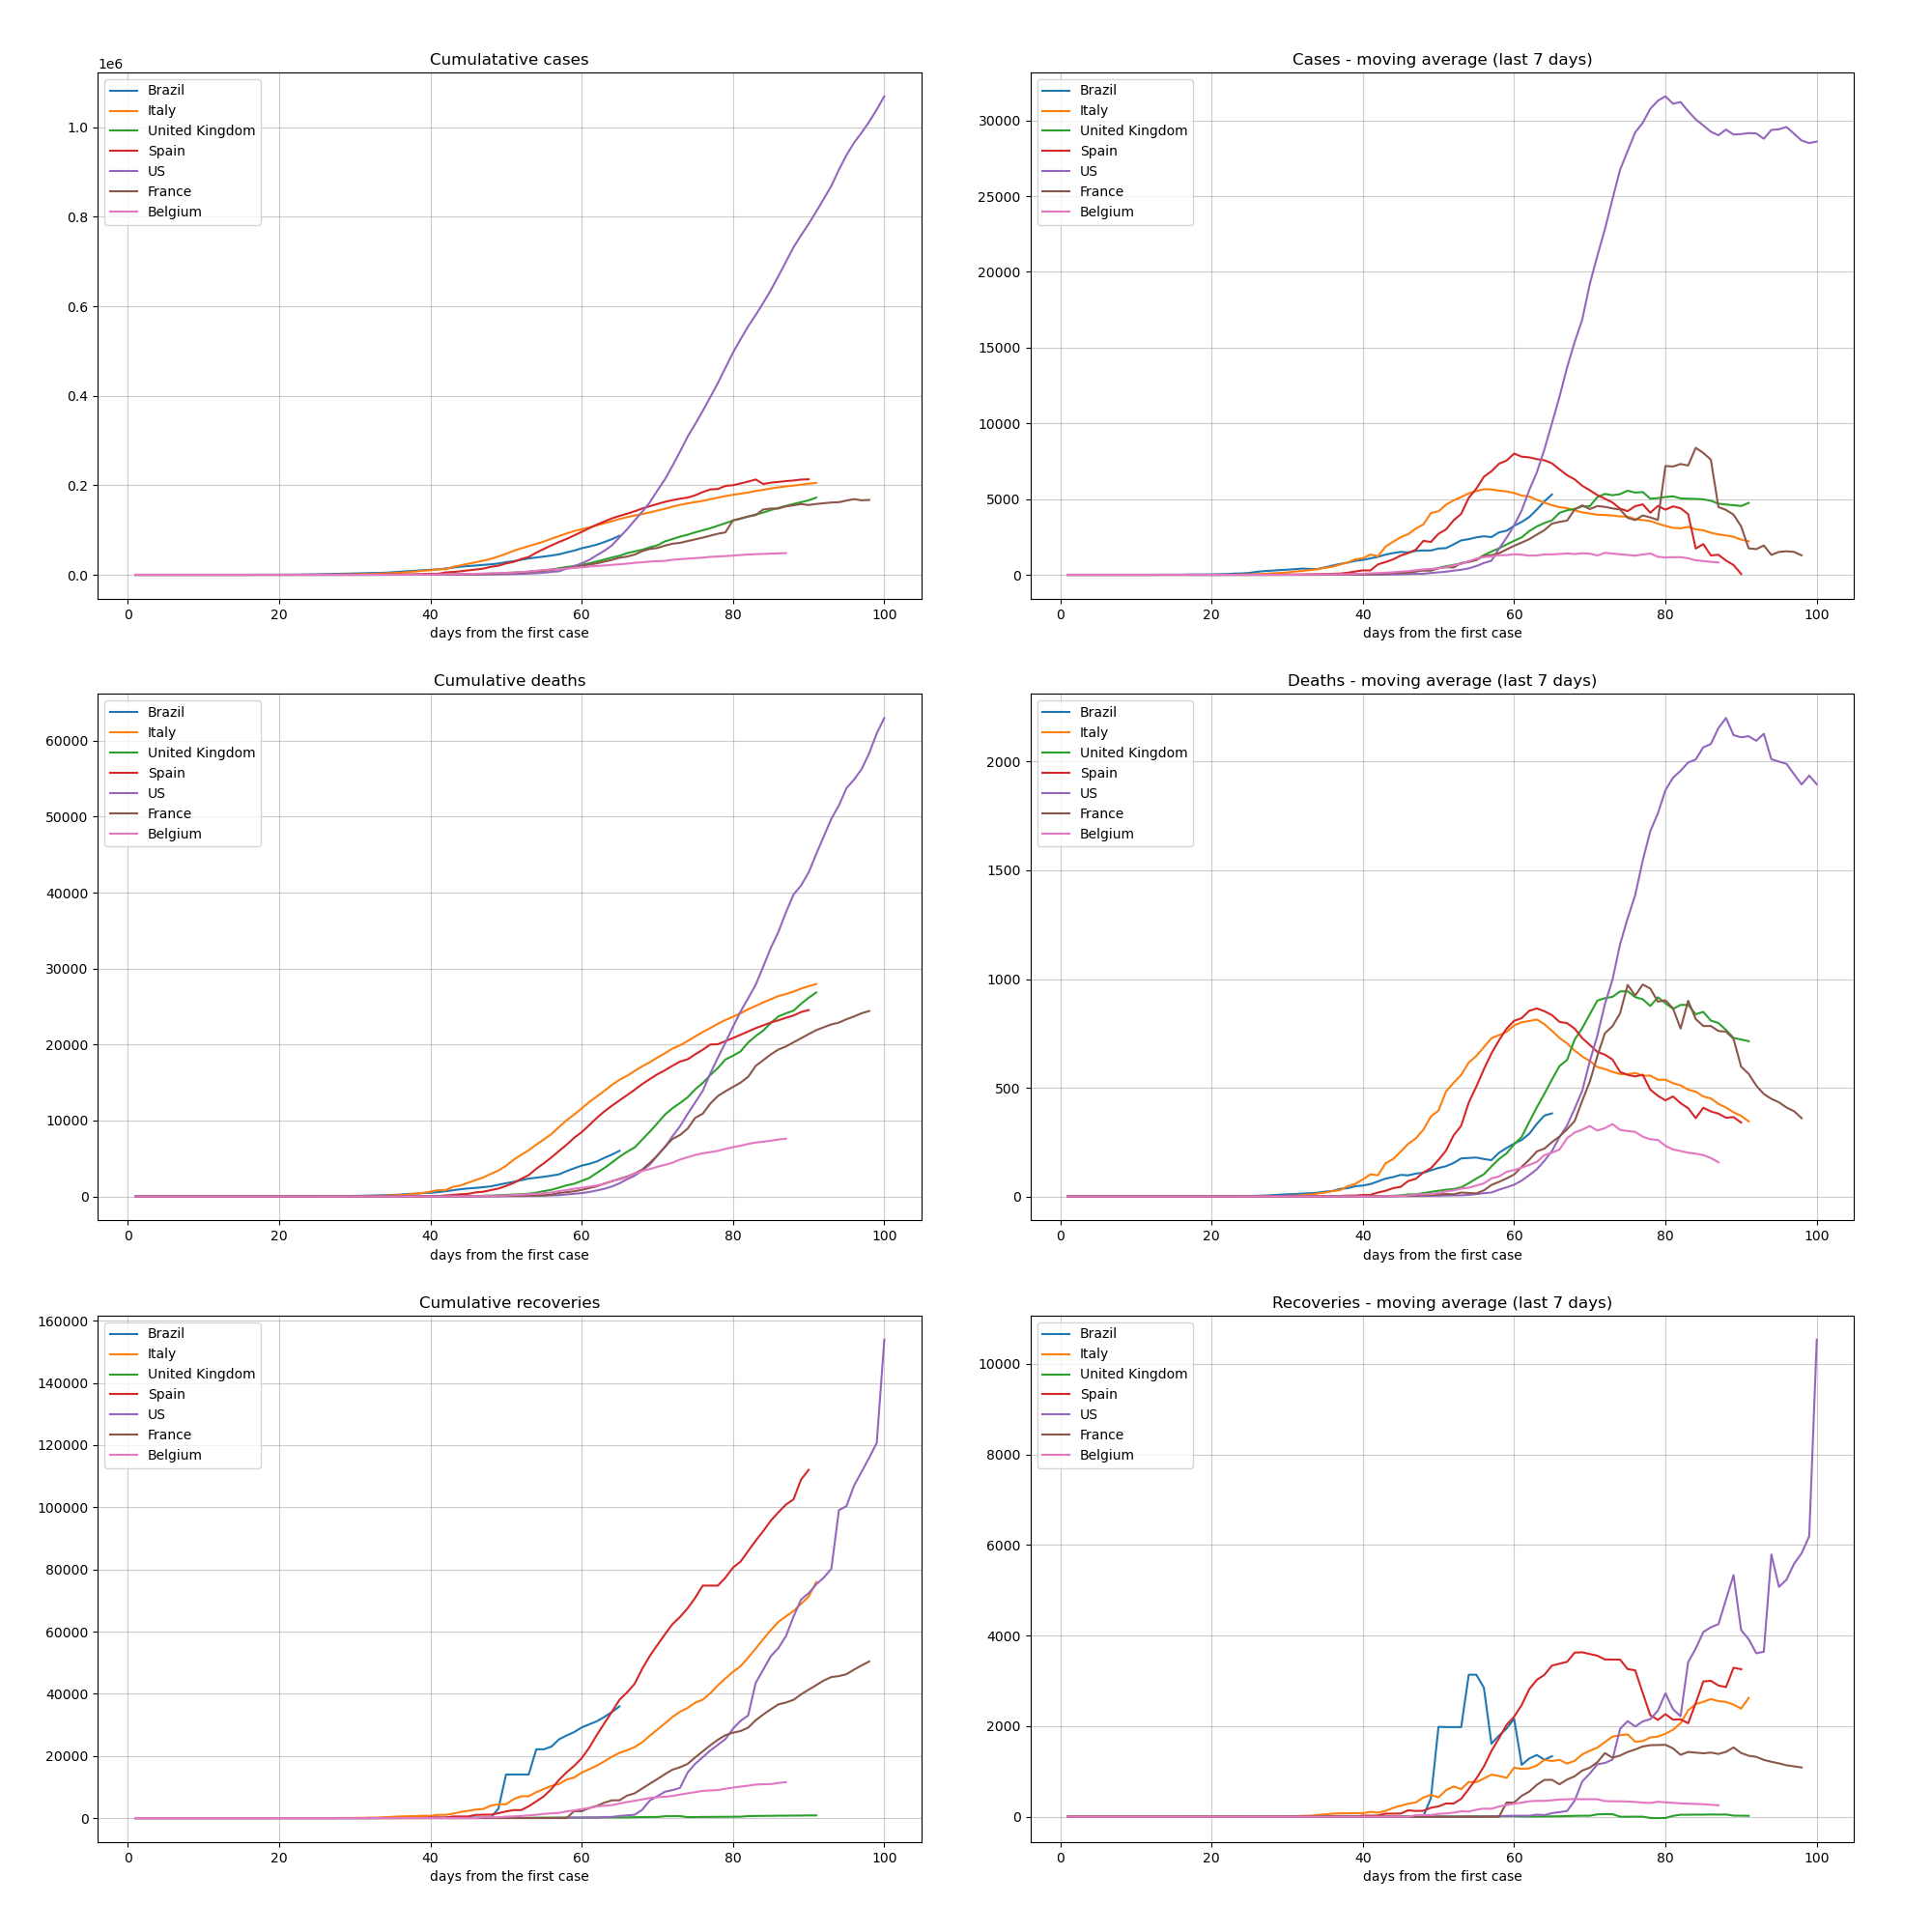 Cumulatative cases
1e6
Brazil
Italy
United Kingdom
Spain
US
France
Belgium
1.0
0.8
0.6
0.4
0.2
0.0
0 20 40 60 80 100
days from the first case
Cases - moving average (last 7 days)
Brazil
Italy
United Kingdom
Spain
US
France
Belgium
30000
25000
20000
15000
10000
5000
0
0 20 40 60 80 100
days from the first case
Cumulative deaths
Brazil
Italy
United Kingdom
Spain
US
France
Belgium
60000
50000
40000
30000
20000
10000
0
0 20 40 60 80 100
days from the first case
Deaths - moving average (last 7 days)
Brazil
Italy
United Kingdom
Spain
US
France
Belgium
2000
1500
1000
500
0
0 20 40 60 80 100
days from the first case
Cumulative recoveries
Brazil
Italy
United Kingdom
Spain
US
France
Belgium
160000
140000
120000
100000
80000
60000
40000
20000
0
0 20 40 60 80 100
days from the first case
Recoveries - moving average (last 7 days)
Brazil
Italy
United Kingdom
Spain
US
France
Belgium
10000
8000
6000
4000
2000
0
0 20 40 60 80 100
days from the first case